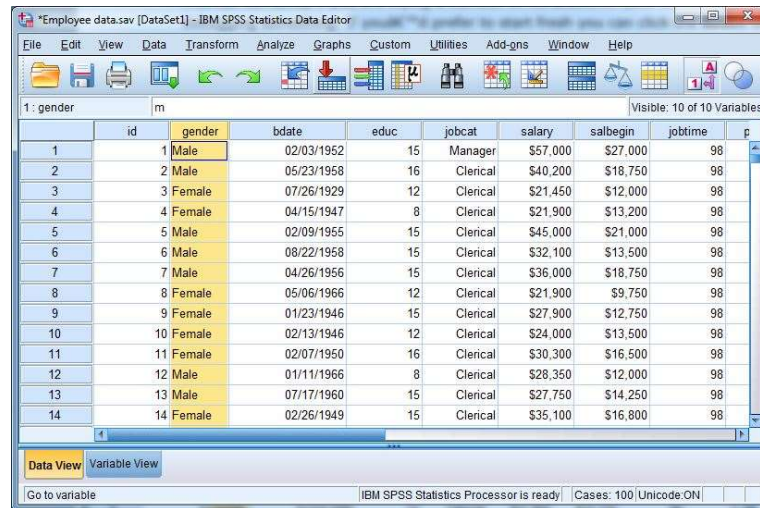 *Employee data.sav [DataSet1] - IBM SPSS Statistics Data Editor
File Edit View Data Transform Analyze Graphs Custom Utilities Add-ons Window Help
1 : gender m Visible: 10 of 10 Variables
id gender bdate educ jobcat salary salbegin jobtime p
1 1 Male 02/03/1952 15 Manager $57,000 $27,000 98
2 2 Male 05/23/1958 16 Clerical $40,200 $18,750 98
3 3 Female 07/26/1929 12 Clerical $21,450 $12,000 98
4 4 Female 04/15/1947 8 Clerical $21,900 $13,200 98
5 5 Male 02/09/1955 15 Clerical $45,000 $21,000 98
6 6 Male 08/22/1958 15 Clerical $32,100 $13,500 98
7 7 Male 04/26/1956 15 Clerical $36,000 $18,750 98
8 8 Female 05/06/1966 12 Clerical $21,900 $9,750 98
9 9 Female 01/23/1946 15 Clerical $27,900 $12,750 98
10 10 Female 02/13/1946 12 Clerical $24,000 $13,500 98
11 11 Female 02/07/1950 16 Clerical $30,300 $16,500 98
12 12 Male 01/11/1966 8 Clerical $28,350 $12,000 98
13 13 Male 07/17/1960 15 Clerical $27,750 $14,250 98
14 14 Female 02/26/1949 15 Clerical $35,100 $16,800 98
Data View Variable View
Go to variable IBM SPSS Statistics Processor is ready Cases: 100 Unicode:ON